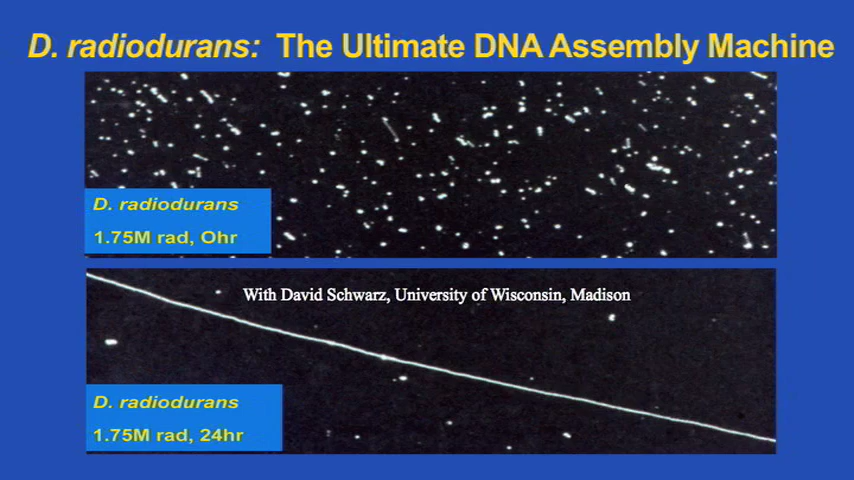 D. radiodurans: The Ultimate DNA Assembly Machine
D. radiodurans
1.75M rad, Ohr
With David Schwarz, University of Wisconsin, Madison
D. radiodurans
1.75M rad, 24hr